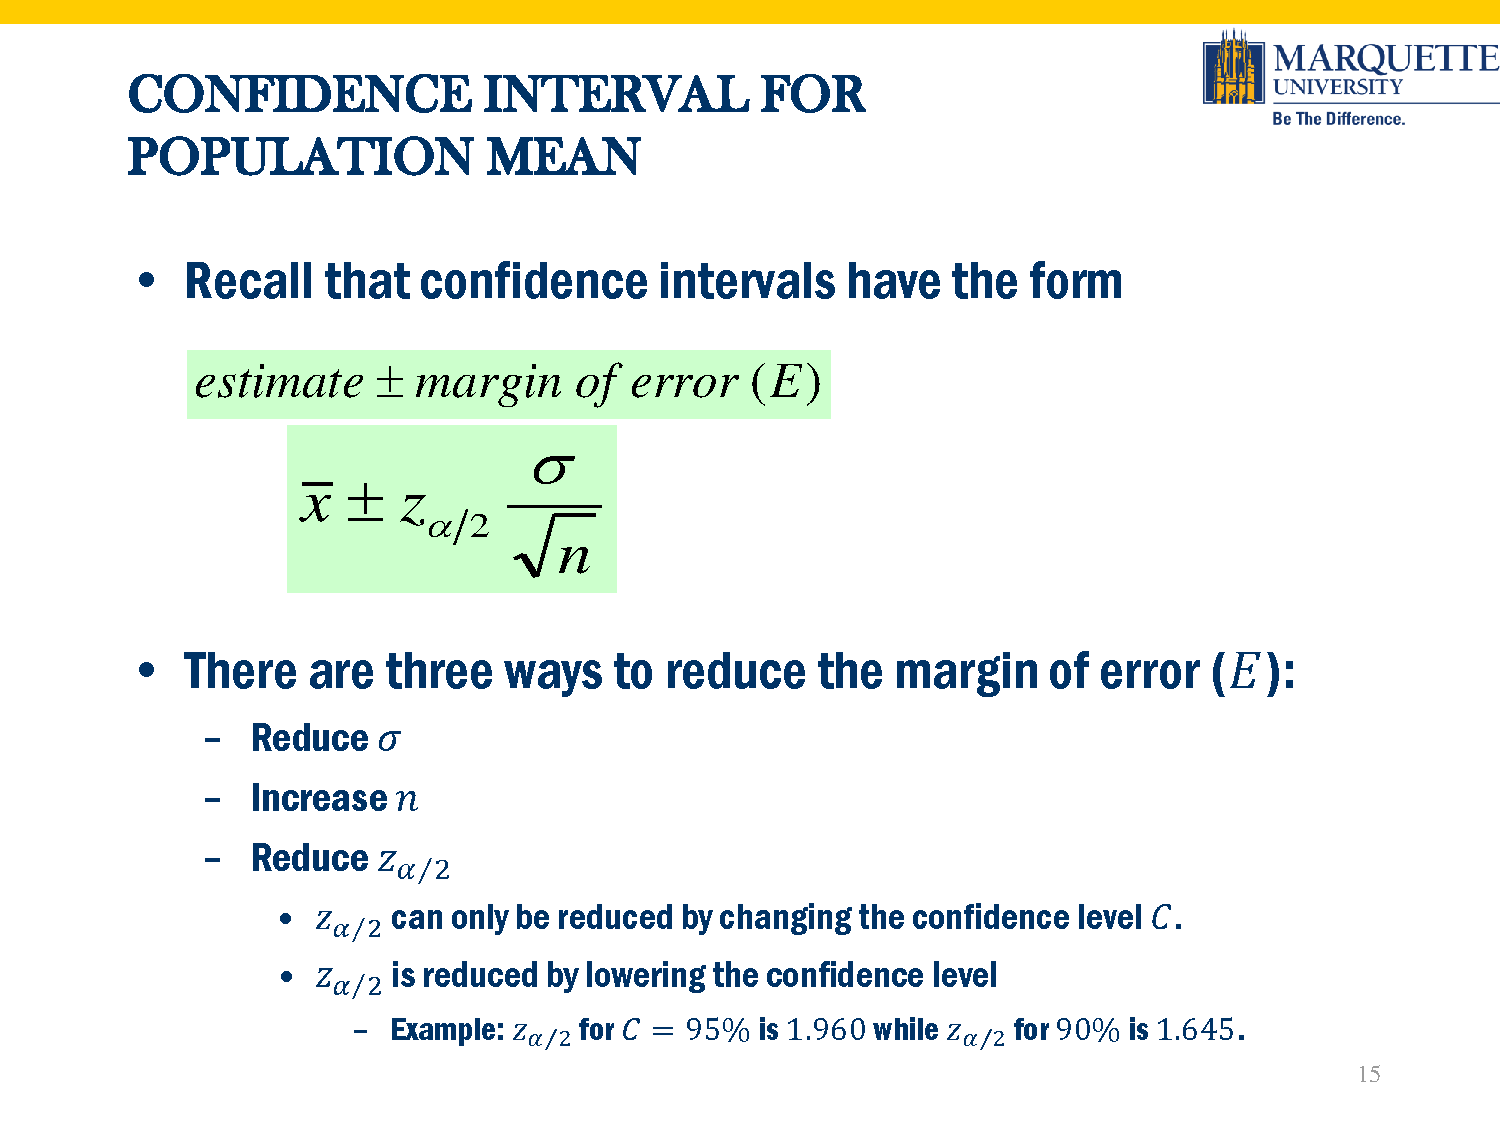 MARQUETTE
UNIVERSITY
Be The Difference.
CONFIDENCE INTERVAL FOR
POPULATION MEAN
• Recall that confidence intervals have the form
estimate ± margin of error (E)
x̅ ± z_{α/2} σ/√n
• There are three ways to reduce the margin of error (𝐸):
– Reduce 𝜎
– Increase 𝑛
– Reduce 𝑧_{𝛼/2}
• 𝑧_{𝛼/2} can only be reduced by changing the confidence level 𝐶.
• 𝑧_{𝛼/2} is reduced by lowering the confidence level
– Example: 𝑧_{𝛼/2} for 𝐶 = 95% is 1.960 while 𝑧_{𝛼/2} for 90% is 1.645.
15